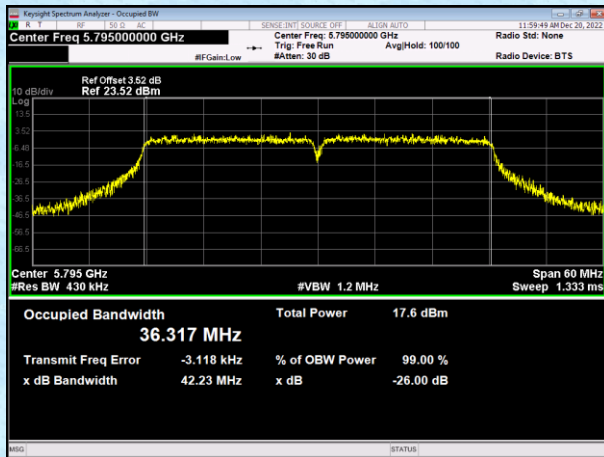 Keysight Spectrum Analyzer - Occupied BW
R T RF 50 Ω AC SENSE:INT SOURCE OFF ALIGN AUTO 11:59:49 AM Dec 20, 2022
Center Freq 5.795000000 GHz Center Freq: 5.795000000 GHz Radio Std: None
Trig: Free Run Avg|Hold: 100/100
#IFGain:Low #Atten: 30 dB Radio Device: BTS
Ref Offset 3.52 dB
10 dB/div Ref 23.52 dBm
Log
13.5
3.52
-6.48
-16.5
-26.5
-36.5
-46.5
-56.5
-66.5
Center 5.795 GHz Span 60 MHz
#Res BW 430 kHz #VBW 1.2 MHz Sweep 1.333 ms
Occupied Bandwidth Total Power 17.6 dBm
36.317 MHz
Transmit Freq Error -3.118 kHz % of OBW Power 99.00 %
x dB Bandwidth 42.23 MHz x dB -26.00 dB
MSG STATUS